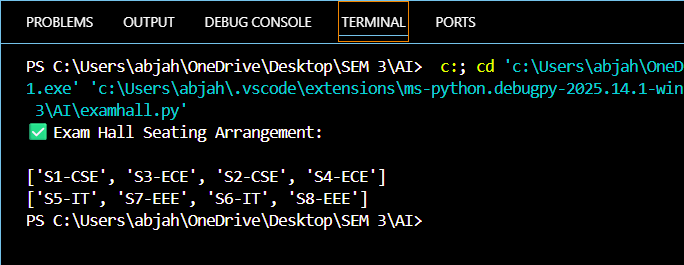 PROBLEMS OUTPUT DEBUG CONSOLE TERMINAL PORTS
PS C:\Users\abjah\OneDrive\Desktop\SEM 3\AI>  c:; cd 'c:\Users\abjah\OneD
1.exe' 'c:\Users\abjah\.vscode\extensions\ms-python.debugpy-2025.14.1-win
 3\AI\examhall.py'
✅ Exam Hall Seating Arrangement:
['S1-CSE', 'S3-ECE', 'S2-CSE', 'S4-ECE']
['S5-IT', 'S7-EEE', 'S6-IT', 'S8-EEE']
PS C:\Users\abjah\OneDrive\Desktop\SEM 3\AI>